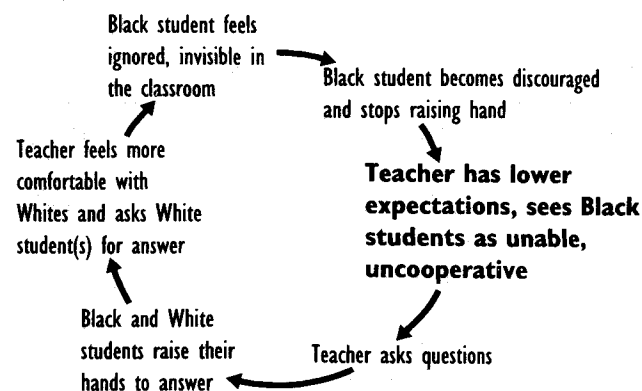 Black student feels
ignored, invisible in
the classroom
Black student becomes discouraged
and stops raising hand
Teacher has lower
expectations, sees Black
students as unable,
uncooperative
Teacher asks questions
Black and White
students raise their
hands to answer
Teacher feels more
comfortable with
Whites and asks White
student(s) for answer